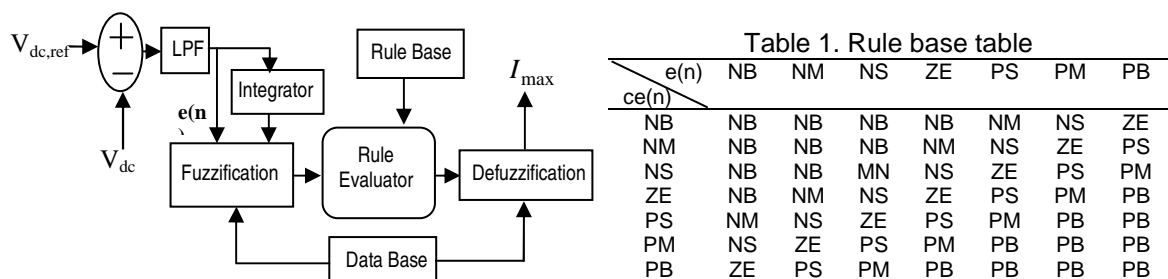 V dc,ref
+
−
LPF
Integrator
e(n
)
V dc
Fuzzification
Rule Base
Rule
Evaluator
I max
Defuzzification
Data Base
Table 1. Rule base table
e(n) NB NM NS ZE PS PM PB
ce(n)
NB NB NB NB NB NM NS ZE
NM NB NB NB NM NS ZE PS
NS NB NB MN NS ZE PS PM
ZE NB NM NS ZE PS PM PB
PS NM NS ZE PS PM PB PB
PM NS ZE PS PM PB PB PB
PB ZE PS PM PB PB PB PB